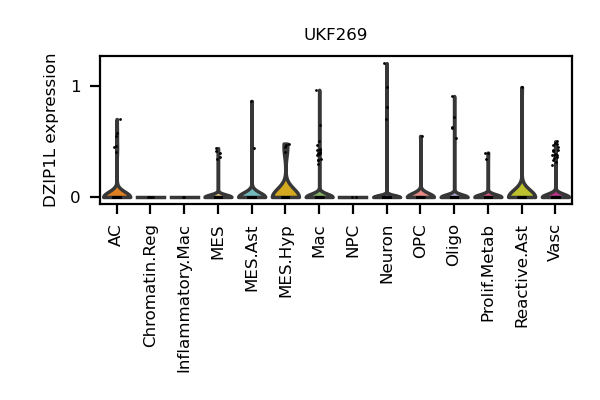 UKF269
DZIP1L expression
1
0
AC
Chromatin.Reg
Inflammatory.Mac
MES
MES.Ast
MES.Hyp
Mac
NPC
Neuron
OPC
Oligo
Prolif.Metab
Reactive.Ast
Vasc